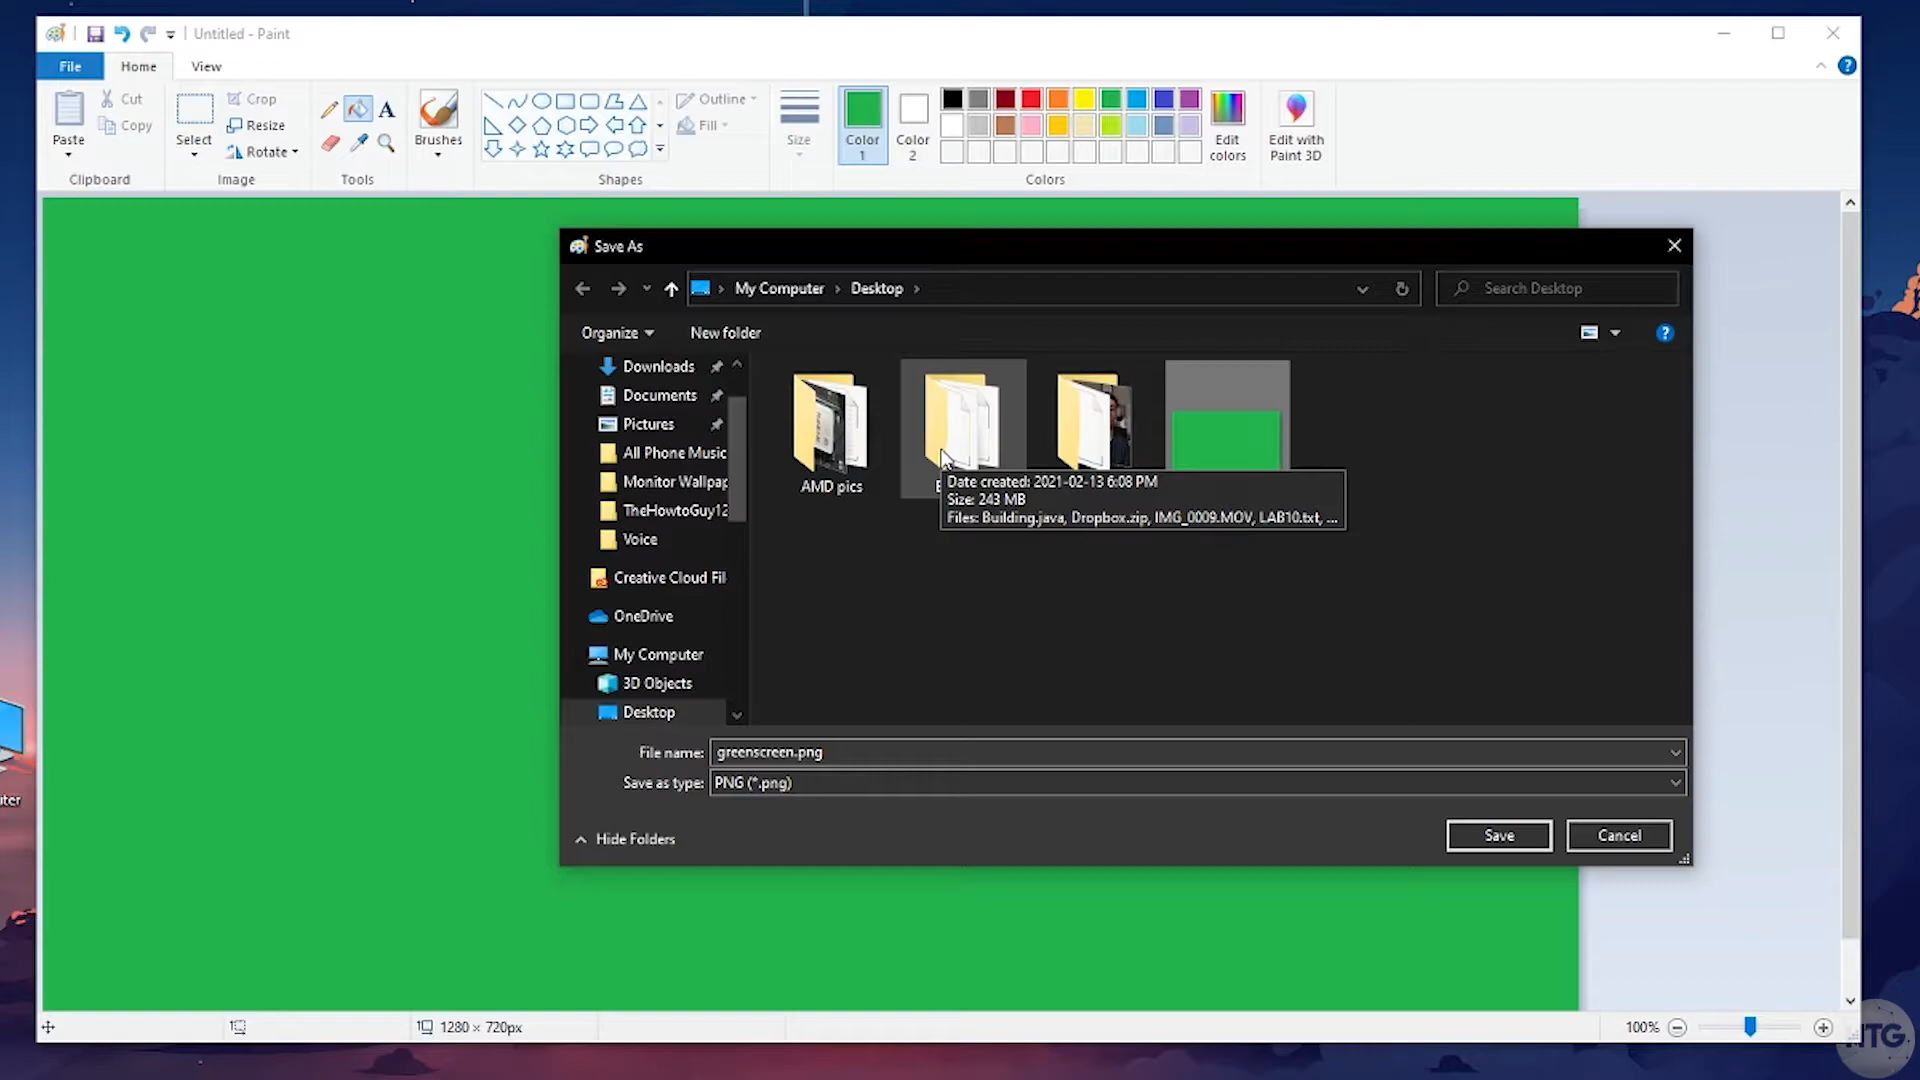 Untitled - Paint
File
Home
View
Paste
Cut
Copy
Clipboard
Select
Crop
Resize
Rotate
Image
A
Tools
Brushes
Shapes
Outline
Fill
Size
Color
1
Color
2
Edit
colors
Colors
Edit with
Paint 3D
Save As
My Computer
Desktop
Search Desktop
Organize
New folder
Downloads
Documents
Pictures
All Phone Music
Monitor Wallpap
TheHowtoGuy12
Voice
Creative Cloud Fil
OneDrive
My Computer
3D Objects
Desktop
AMD pics
Date created: 2021-02-13 6:08 PM
Size: 243 MB
Files: Building.java, Dropbox.zip, IMG_0009.MOV, LAB10.txt, ...
File name:
greenscreen.png
Save as type:
PNG (*.png)
Hide Folders
Save
Cancel
1280 × 720px
100%
HTG
uter